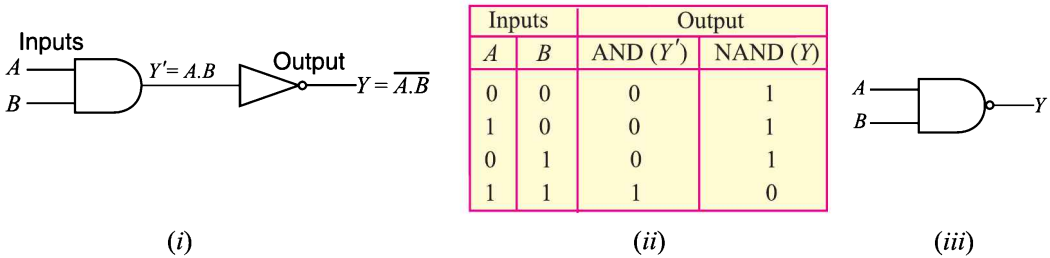 Inputs
A
B
Y′= A.B
Output
Y = \overline{A.B}
Inputs Output
A B AND (Y′) NAND (Y)
0 0 0 1
1 0 0 1
0 1 0 1
1 1 1 0
A
B
Y
(i) (ii) (iii)